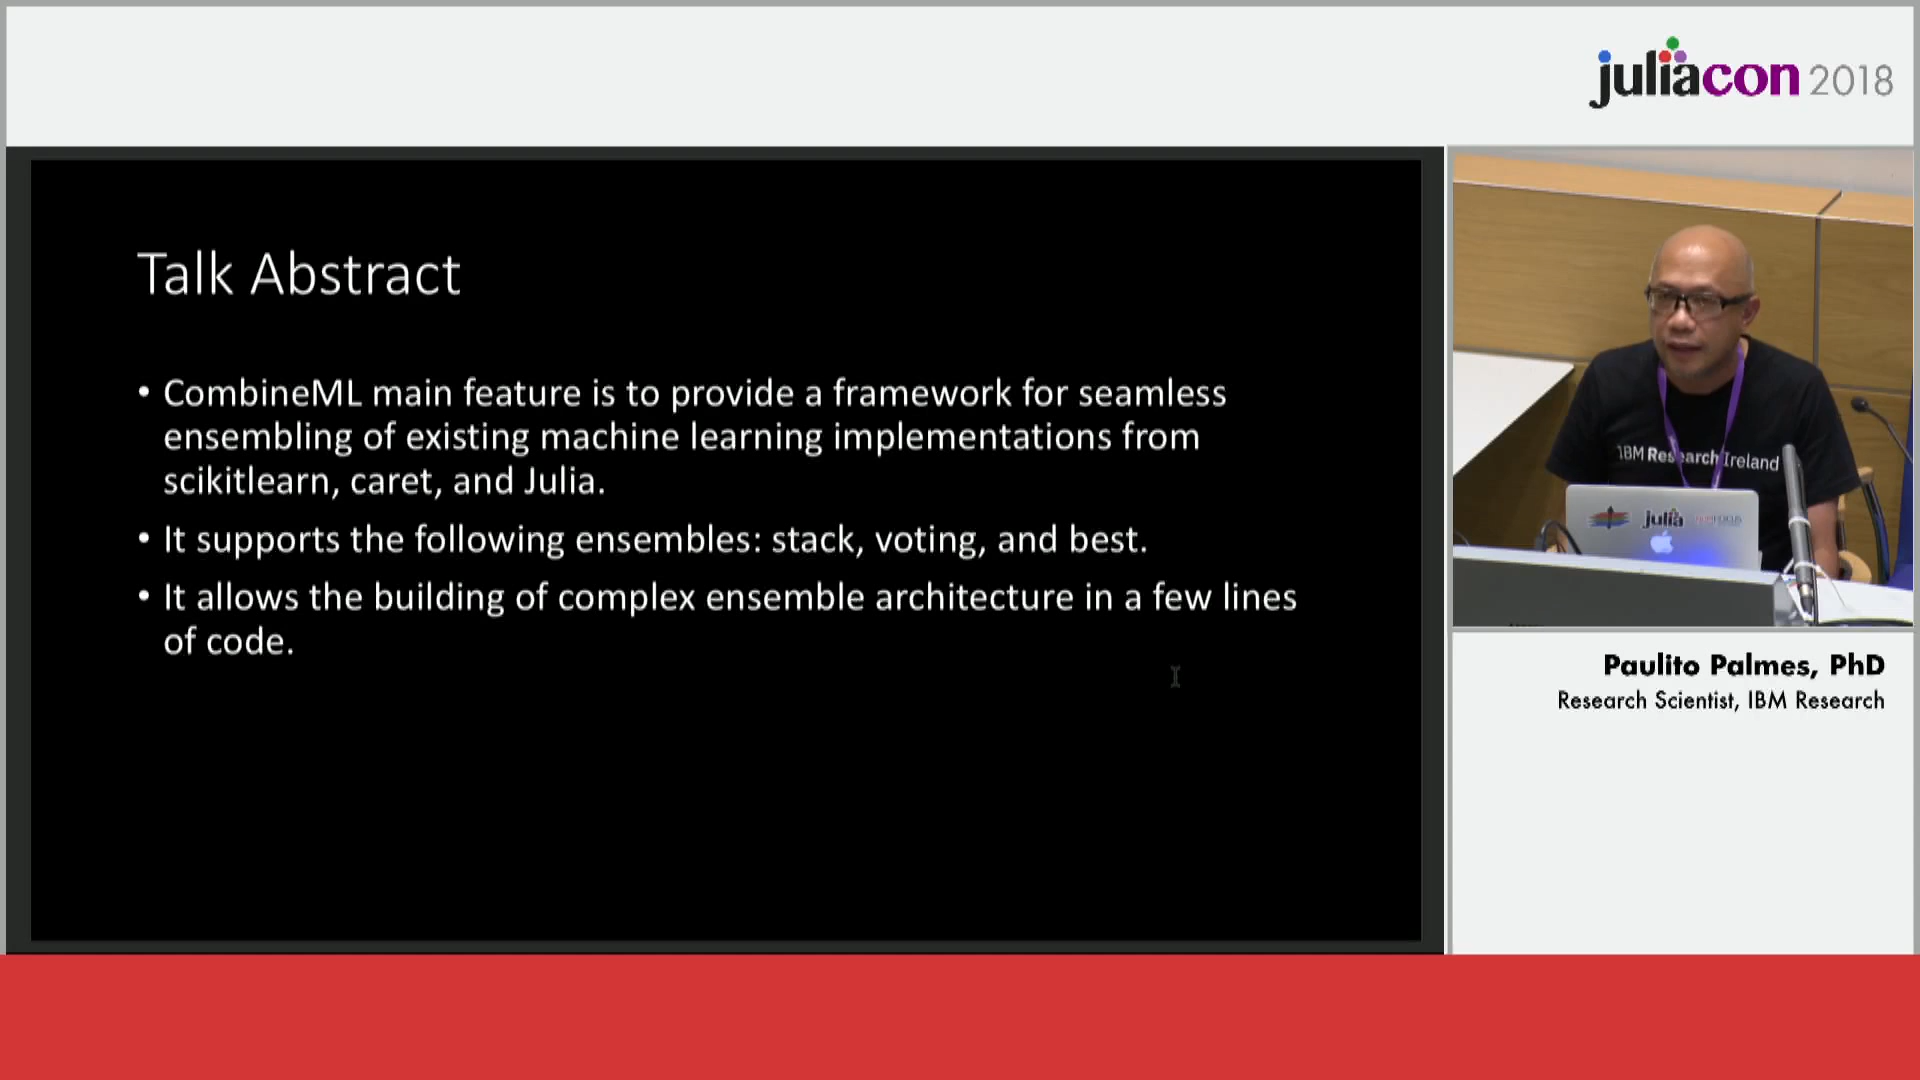 juliacon 2018
Talk Abstract
• CombineML main feature is to provide a framework for seamless
ensembling of existing machine learning implementations from
scikitlearn, caret, and Julia.
• It supports the following ensembles: stack, voting, and best.
• It allows the building of complex ensemble architecture in a few lines
of code.
IBM Research Ireland
julia
Paulito Palmes, PhD
Research Scientist, IBM Research